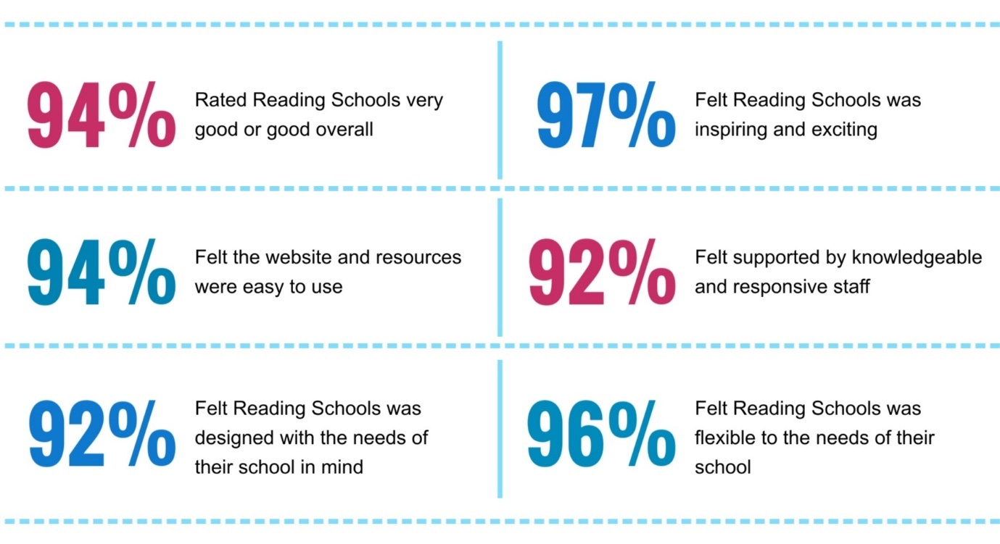 94%
Rated Reading Schools very
good or good overall
97%
Felt Reading Schools was
inspiring and exciting
94%
Felt the website and resources
were easy to use
92%
Felt supported by knowledgeable
and responsive staff
92%
Felt Reading Schools was
designed with the needs of
their school in mind
96%
Felt Reading Schools was
flexible to the needs of their
school